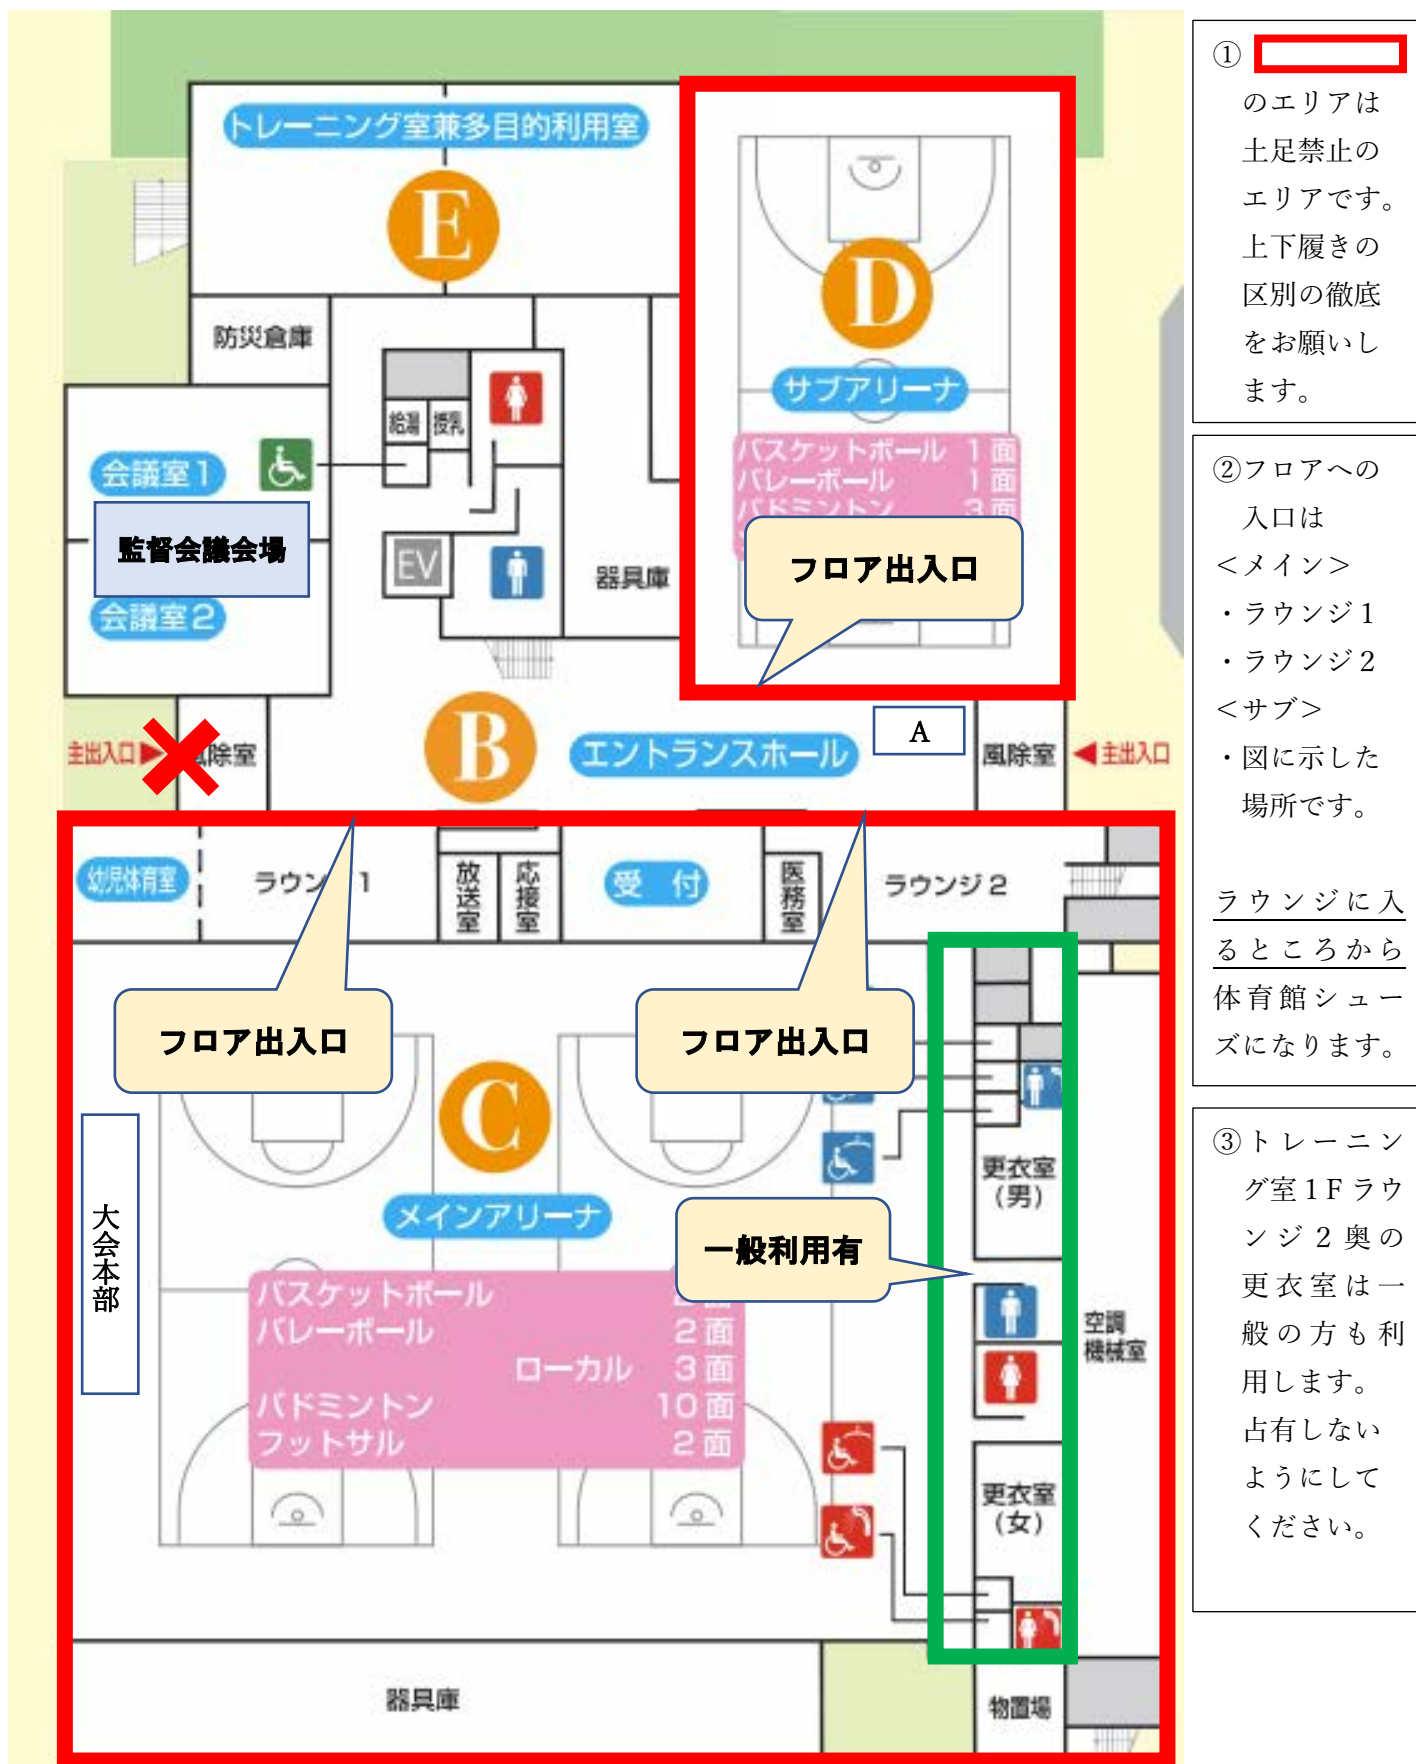 トレーニング室兼多目的利用室
E
D
防災倉庫
給湯
授乳
サブアリーナ
会議室1
バスケットボール 1面
バレーボール 1面
バドミントン 3面
監督会議会場
フロア出入口
EV
器具庫
会議室2
B
A
主出入口
除室
エントランスホール
風除室
主出入口
幼児体育室
ラウン 1
放送室
応接室
受付
医務室
ラウンジ2
フロア出入口
フロア出入口
C
更衣室
(男)
メインアリーナ
大会本部
一般利用有
バスケットボール 面
バレーボール 2面
ローカル 3面
バドミントン 10面
フットサル 2面
空調
機械室
更衣室
(女)
器具庫
物置場
①
のエリアは
土足禁止の
エリアです。
上下履きの
区別の徹底
をお願いし
ます。
②フロアへの
入口は
<メイン>
・ラウンジ1
・ラウンジ2
<サブ>
・図に示した
場所です。
ラウンジに入
るところから
体育館シュー
ズになります。
③トレーニン
グ室1Fラウ
ンジ2奥の
更衣室は一
般の方も利
用します。
占有しない
ようにして
ください。